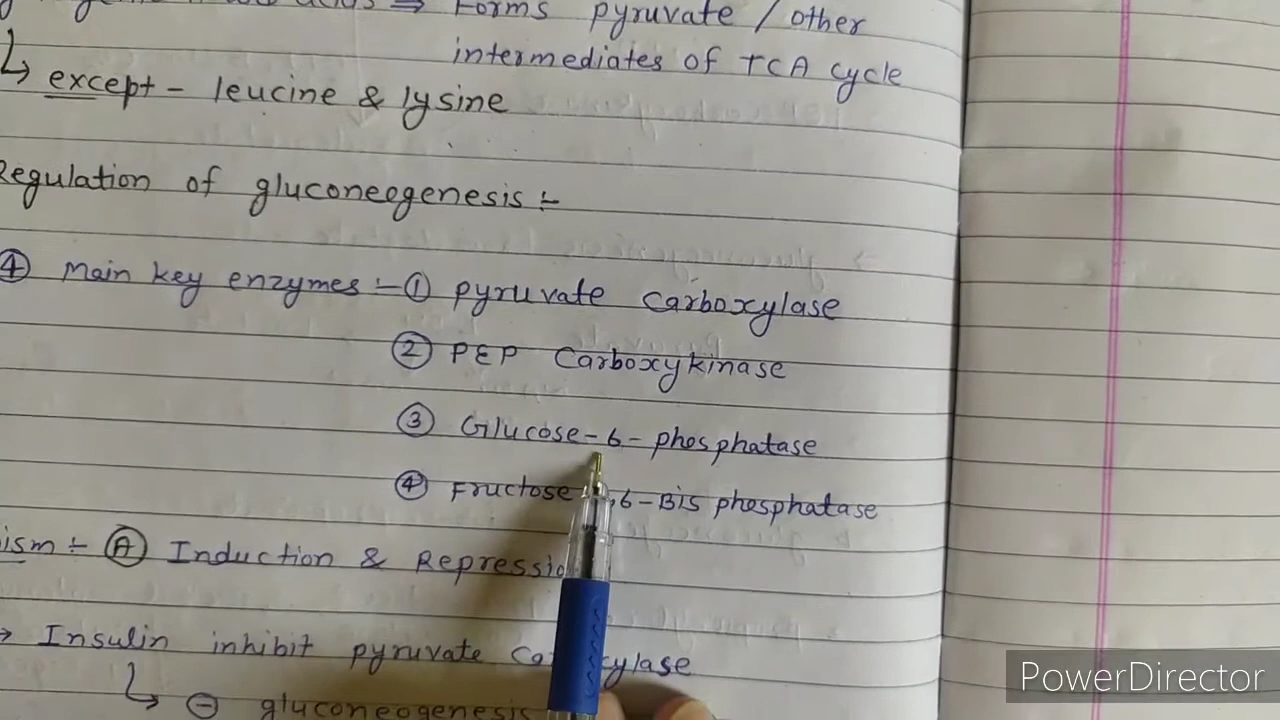 ⇒ Forms pyruvate / other
intermediates of TCA cycle
↳ except - leucine & lysine
Regulation of gluconeogenesis :-
④ Main key enzymes :- ① pyruvate carboxylase
② PEP Carboxykinase
③ Glucose-6-phosphatase
④ Fructose ,6-Bis phosphatase
ism :- Ⓐ Induction & Repressio
→ Insulin inhibit pyruvate ca xylase
↳ ⊖ gluconeogenesis
PowerDirector